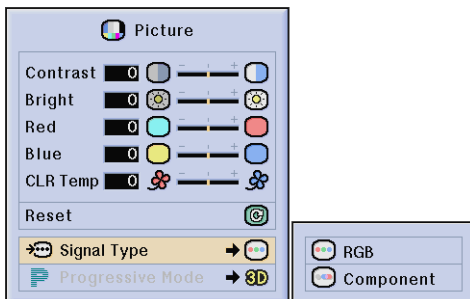 Picture
Contrast 0
Bright 0
Red 0
Blue 0
CLR Temp 0
Reset
Signal Type
Progressive Mode 3D
RGB
Component